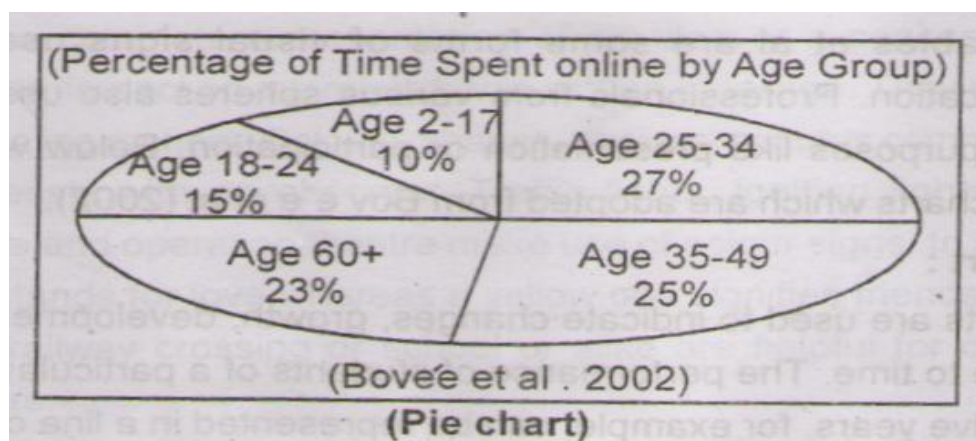 (Percentage of Time Spent online by Age Group)
Age 2-17
10%
Age 25-34
27%
Age 18-24
15%
Age 60+
23%
Age 35-49
25%
(Boveé et al . 2002)
(Pie chart)